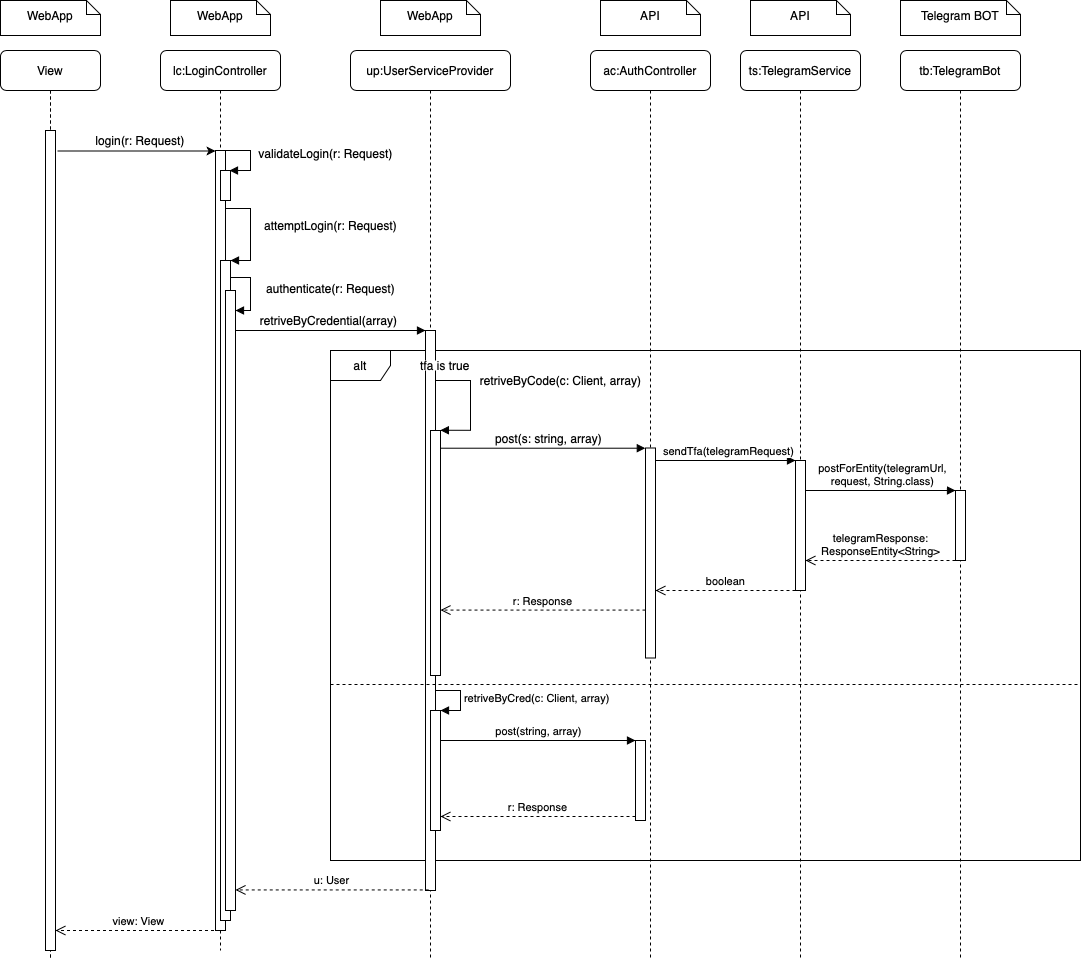 WebApp
WebApp
WebApp
API
API
Telegram BOT
View
lc:LoginController
up:UserServiceProvider
ac:AuthController
ts:TelegramService
tb:TelegramBot
login(r: Request)
validateLogin(r: Request)
attemptLogin(r: Request)
authenticate(r: Request)
retriveByCredential(array)
alt
tfa is true
retriveByCode(c: Client, array)
post(s: string, array)
sendTfa(telegramRequest)
postForEntity(telegramUrl,
request, String.class)
telegramResponse:
ResponseEntity<String>
boolean
r: Response
retriveByCred(c: Client, array)
post(string, array)
r: Response
u: User
view: View